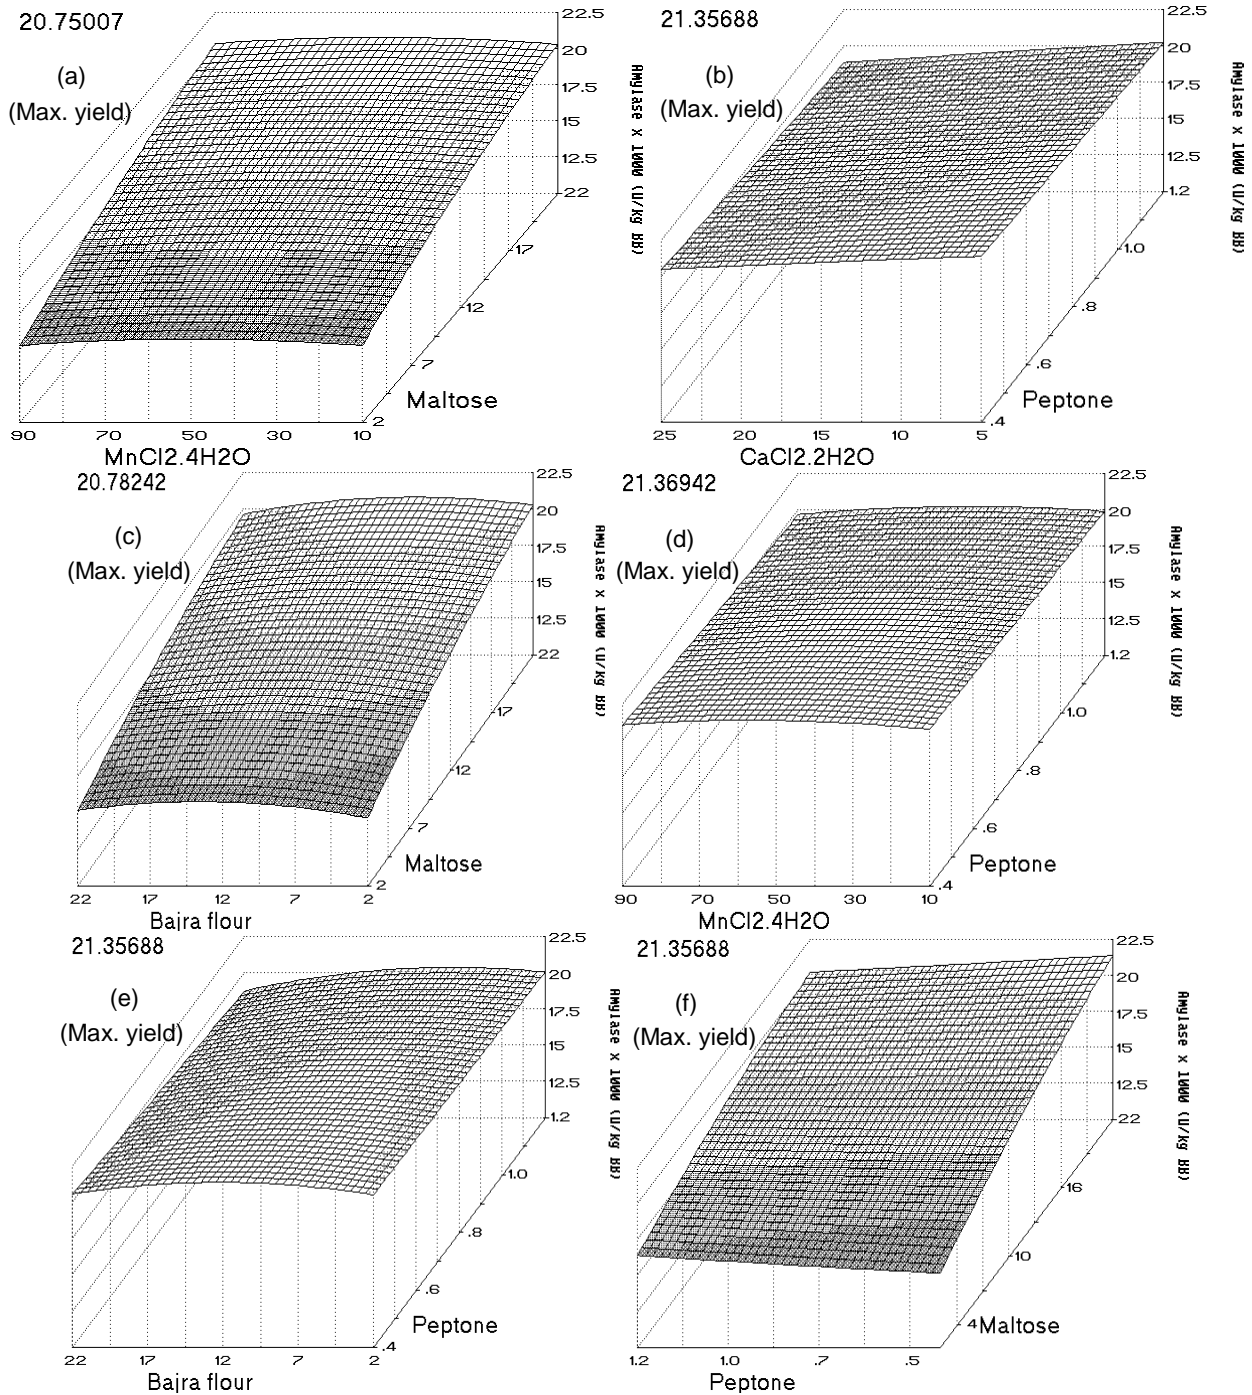 20.75007
(a)
(Max. yield)
22.5
20
17.5
15
12.5
22
17
12
7
2
90 70 50 30 10
MnCl2.4H2O
Maltose
Amylase x 1000 (U/kg BB)
21.35688
(b)
(Max. yield)
22.5
20
17.5
15
12.5
1.2
1.0
.8
.6
.4
25 20 15 10 5
CaCl2.2H2O
Peptone
Amylase x 1000 (U/kg BB)
20.78242
(c)
(Max. yield)
22.5
20
17.5
15
12.5
22
17
12
7
2
22 17 12 7 2
Bajra flour
Maltose
Amylase x 1000 (U/kg BB)
21.36942
(d)
(Max. yield)
22.5
20
17.5
15
12.5
1.2
1.0
.8
.6
.4
90 70 50 30 10
MnCl2.4H2O
Peptone
Amylase x 1000 (U/kg BB)
21.35688
(e)
(Max. yield)
22.5
20
17.5
15
12.5
1.2
1.0
.8
.6
.4
22 17 12 7 2
Bajra flour
Peptone
Amylase x 1000 (U/kg BB)
21.35688
(f)
(Max. yield)
22.5
20
17.5
15
12.5
22
16
10
4
1.2 1.0 .7 .5
Peptone
Maltose
Amylase x 1000 (U/kg BB)